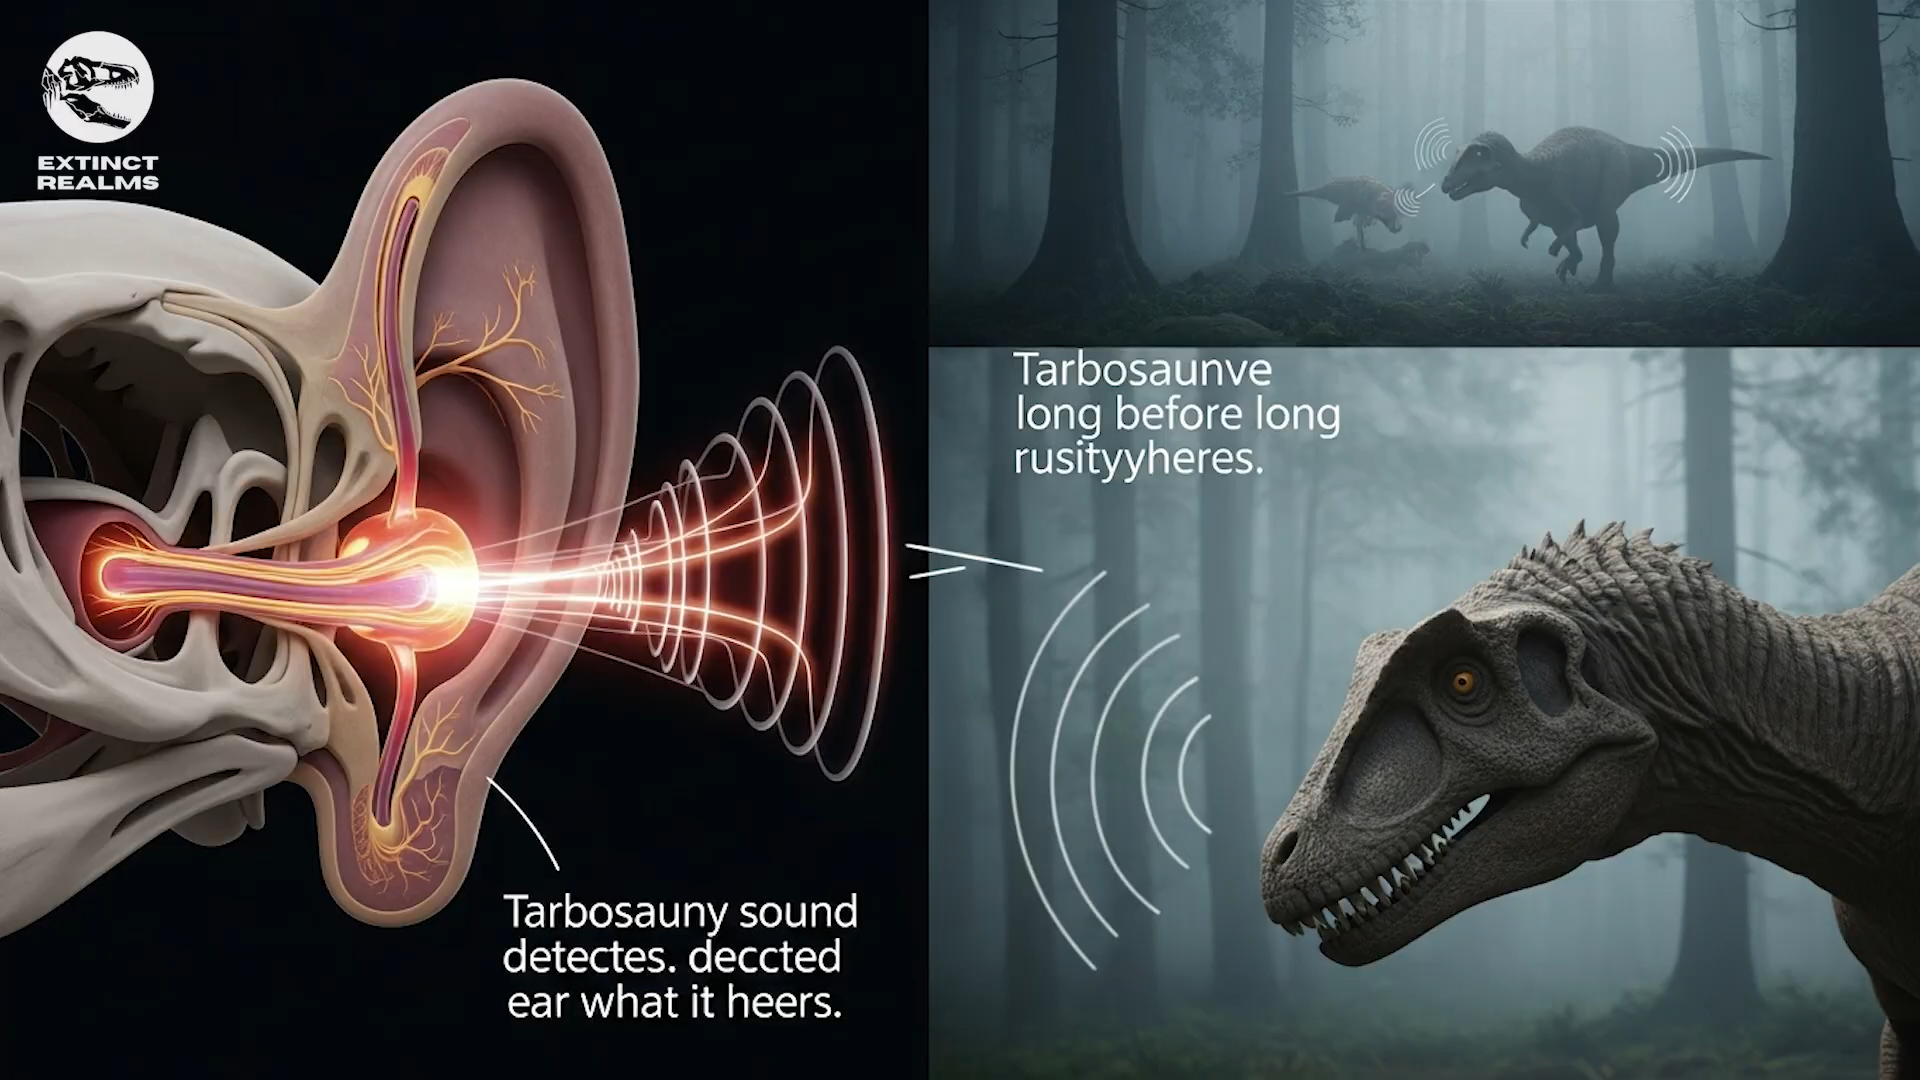 EXTINCT
REALMS
Tarbosaunve
long before long
rusityyheres.
Tarbosauny sound
detectes. deccted
ear what it heers.